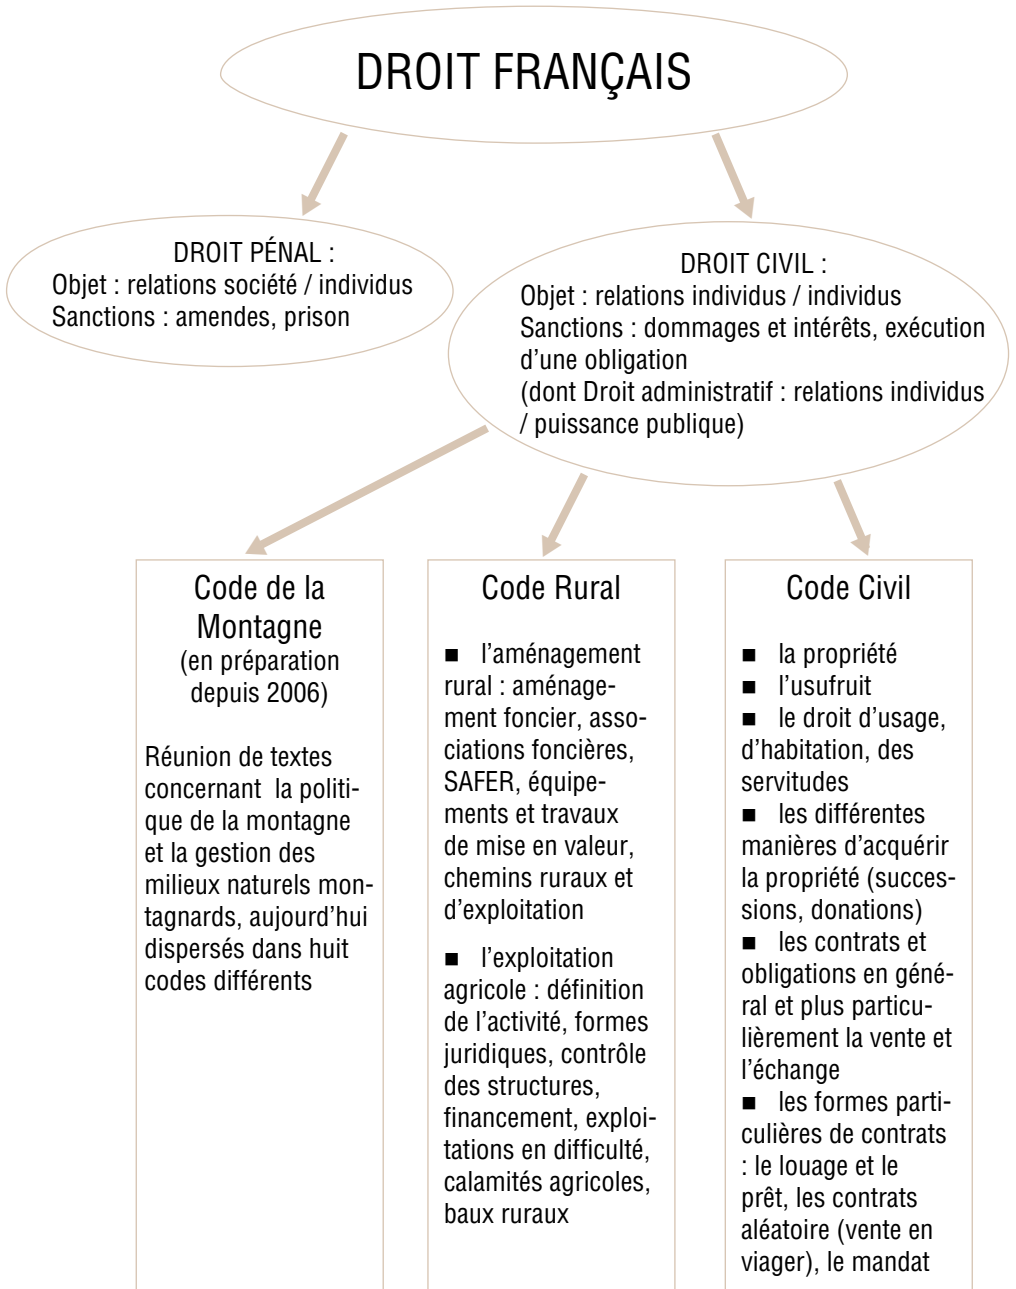 DROIT FRANÇAIS
DROIT PÉNAL :
Objet : relations société / individus
Sanctions : amendes, prison
DROIT CIVIL :
Objet : relations individus / individus
Sanctions : dommages et intérêts, exécution
d'une obligation
(dont Droit administratif : relations individus
/ puissance publique)
Code de la
Montagne
(en préparation
depuis 2006)
Réunion de textes
concernant  la politi-
que de la montagne
et la gestion des
milieux naturels mon-
tagnards, aujourd'hui
dispersés dans huit
codes différents
Code Rural
■ l'aménagement
rural : aménage-
ment foncier, asso-
ciations foncières,
SAFER, équipe-
ments et travaux
de mise en valeur,
chemins ruraux et
d'exploitation
■ l'exploitation
agricole : définition
de l'activité, formes
juridiques, contrôle
des structures,
financement, exploi-
tations en difficulté,
calamités agricoles,
baux ruraux
Code Civil
■ la propriété
■ l'usufruit
■ le droit d'usage,
d'habitation, des
servitudes
■ les différentes
manières d'acquérir
la propriété (succes-
sions, donations)
■ les contrats et
obligations en géné-
ral et plus particu-
lièrement la vente et
l'échange
■ les formes parti-
culières de contrats
: le louage et le
prêt, les contrats
aléatoire (vente en
viager), le mandat